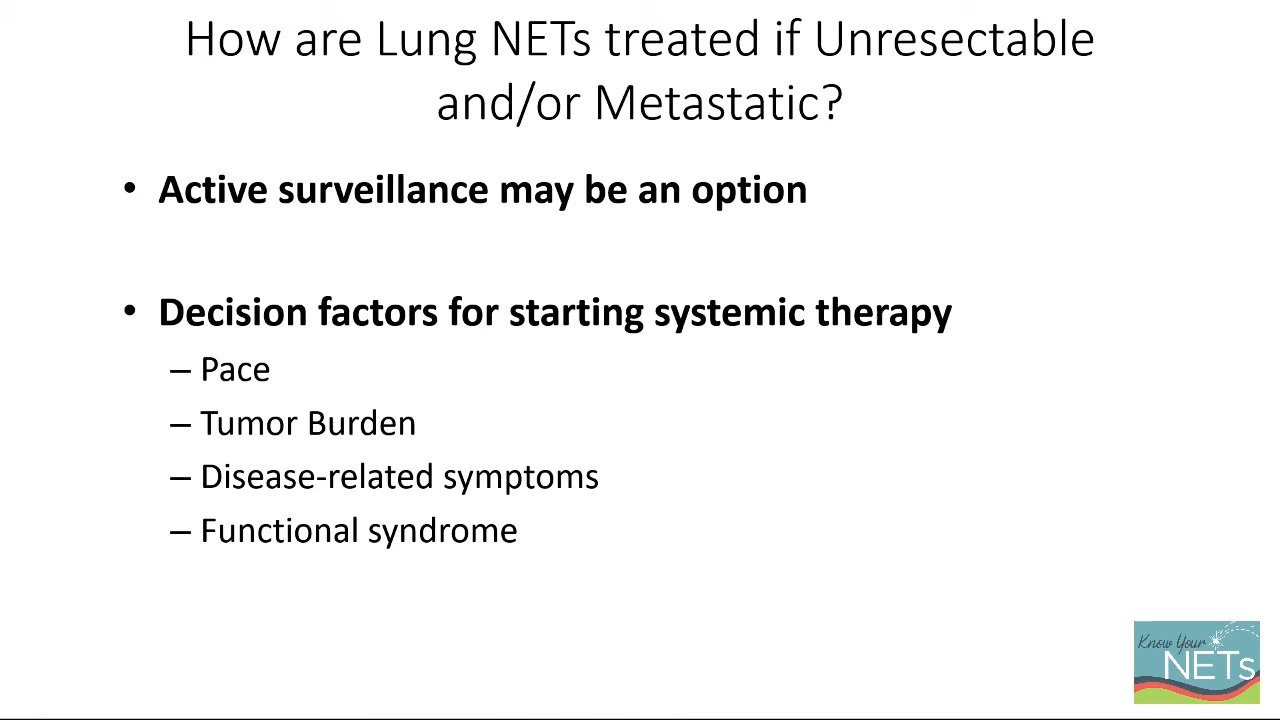 How are Lung NETs treated if Unresectable
and/or Metastatic?
• Active surveillance may be an option
• Decision factors for starting systemic therapy
– Pace
– Tumor Burden
– Disease-related symptoms
– Functional syndrome
Know Your
NETs